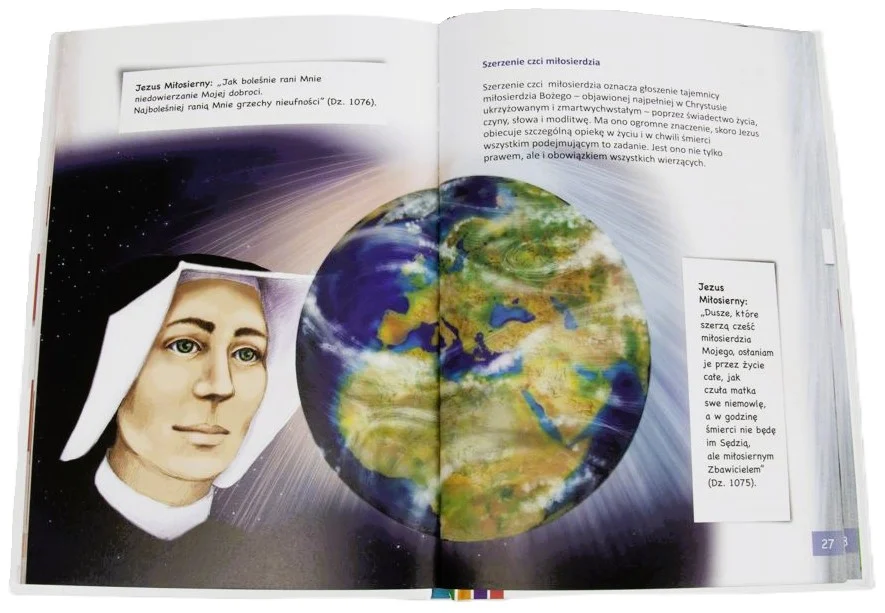 Jezus Miłosierny: „Jak boleśnie rani Mnie
niedowierzanie Mojej dobroci.
Najboleśniej ranią Mnie grzechy nieufności” (Dz. 1076).
Szerzenie czci miłosierdzia
Szerzenie czci miłosierdzia oznacza głoszenie tajemnicy
miłosierdzia Bożego – objawionej najpełniej w Chrystusie
ukrzyżowanym i zmartwychwstałym – poprzez świadectwo życia,
czyny, słowa i modlitwę. Ma ono ogromne znaczenie, skoro Jezus
obiecuje szczególną opiekę w życiu i w chwili śmierci
wszystkim podejmującym to zadanie. Jest ono nie tylko
prawem, ale i obowiązkiem wszystkich wierzących.
Jezus
Miłosierny:
„Dusze, które
szerzą cześć
miłosierdzia
Mojego, osłaniam
je przez życie
całe, jak
czuła matka
swe niemowlę,
a w godzinę
śmierci nie będę
im Sędzią,
ale miłosiernym
Zbawicielem”
(Dz. 1075).
27